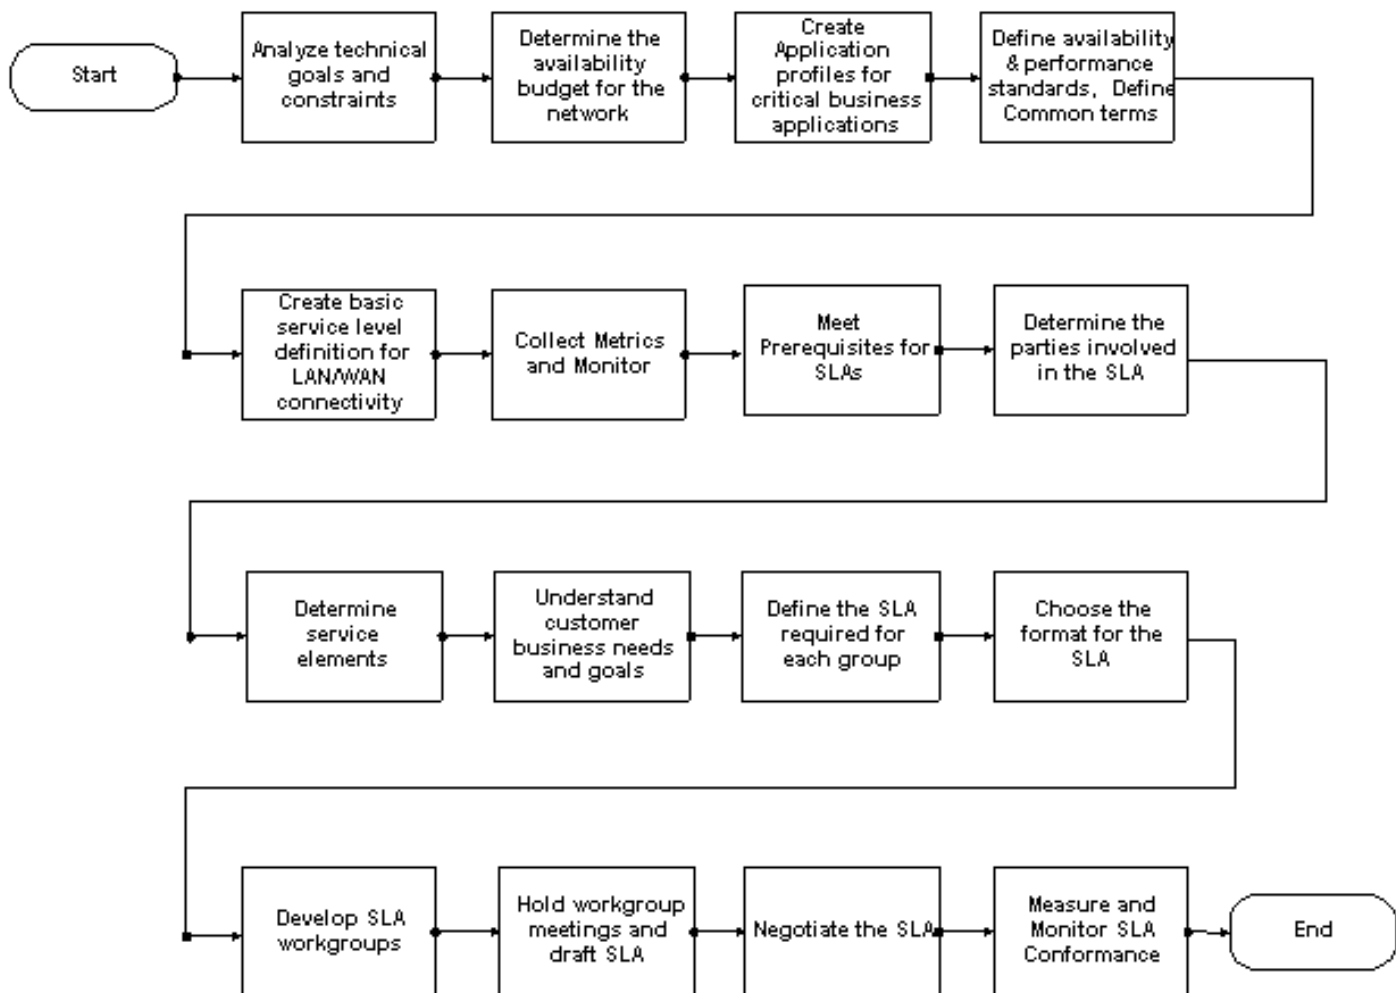 Start
Analyze technical
goals and
constraints
Determine the
availability
budget for the
network
Create
Application
profiles for
critical business
applications
Define availability
& performance
standards, Define
Common terms
Create basic
service level
definition for
LAN/WAN
connectivity
Collect Metrics
and Monitor
Meet
Prerequisites for
SLAs
Determine the
parties involved
in the SLA
Determine
service
elements
Understand
customer
business needs
and goals
Define the SLA
required for
each group
Choose the
format for the
SLA
Develop SLA
workgroups
Hold workgroup
meetings and
draft SLA
Negotiate the SLA
Measure and
Monitor SLA
Conformance
End